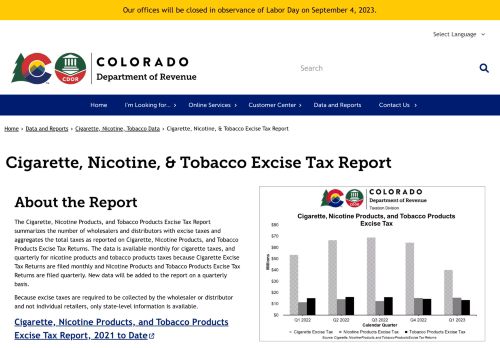 Our offices will be closed in observance of Labor Day on September 4, 2023.
Select Language
COLORADO
Department of Revenue
CDOR
Search
Home
I'm Looking for...
Online Services
Customer Center
Data and Reports
Contact Us
Home › Data and Reports › Cigarette, Nicotine, Tobacco Data › Cigarette, Nicotine, & Tobacco Excise Tax Report
Cigarette, Nicotine, & Tobacco Excise Tax Report
About the Report
The Cigarette, Nicotine Products, and Tobacco Products Excise Tax Report
summarizes the number of wholesalers and distributors with excise taxes and
aggregates the total taxes as reported on Cigarette, Nicotine Products, and
Tobacco Products Excise Tax Returns. The data is available monthly for cigarette taxes, and
quarterly for nicotine products and tobacco products taxes because Cigarette Excise
Tax Returns are filed monthly and Nicotine Products and Tobacco Products Excise Tax
Returns are filed quarterly. New data will be added to the report on a quarterly
basis.
Because excise taxes are required to be collected by the wholesaler or distributor
and not individual retailers, only state-level information is available.
Cigarette, Nicotine Products, and Tobacco Products
Excise Tax Report, 2021 to Date
COLORADO
Department of Revenue
Taxation Division
Cigarette, Nicotine Products, and Tobacco Products
Excise Tax
Millions
$80
$70
$60
$50
$40
$30
$20
$10
$0
Q1 2022
Q2 2022
Q3 2022
Q4 2022
Q1 2023
Calendar Quarter
Cigarette Excise Tax
Nicotine Products Excise Tax
Tobacco Products Excise Tax
Source: Cigarette, Nicotine Products and Tobacco Products Excise Tax Returns